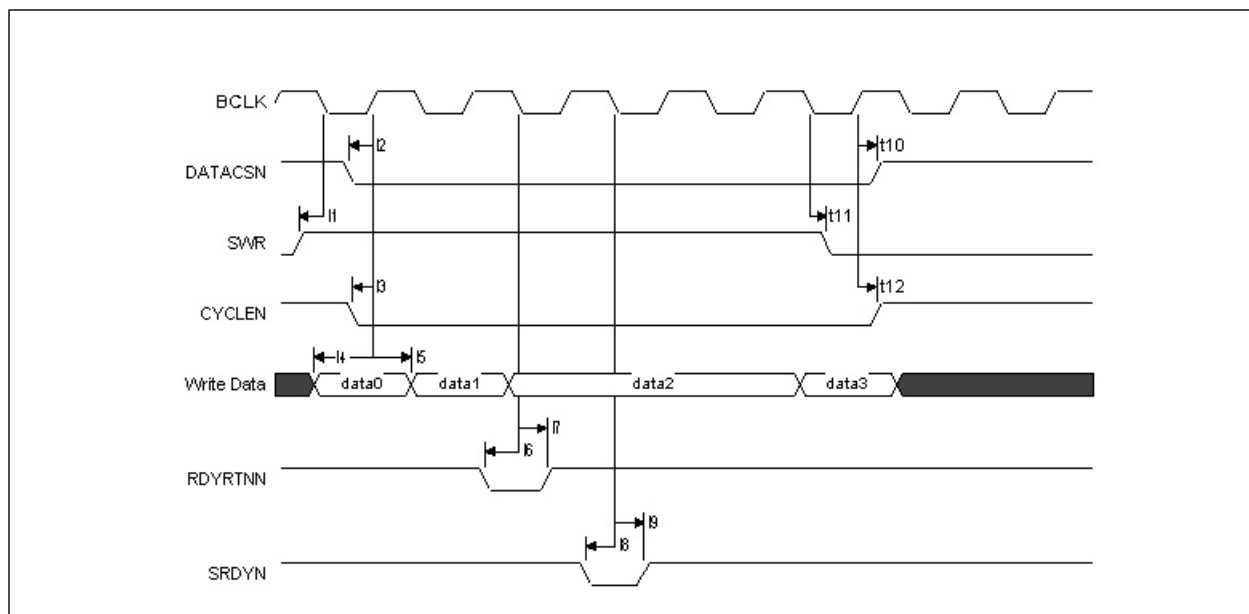 BCLK
t2
t10
DATACSN
t1
t11
SWR
t3
t12
CYCLEN
t4
t5
Write Data
data0
data1
data2
data3
t7
t6
RDYRTNN
t9
t8
SRDYN